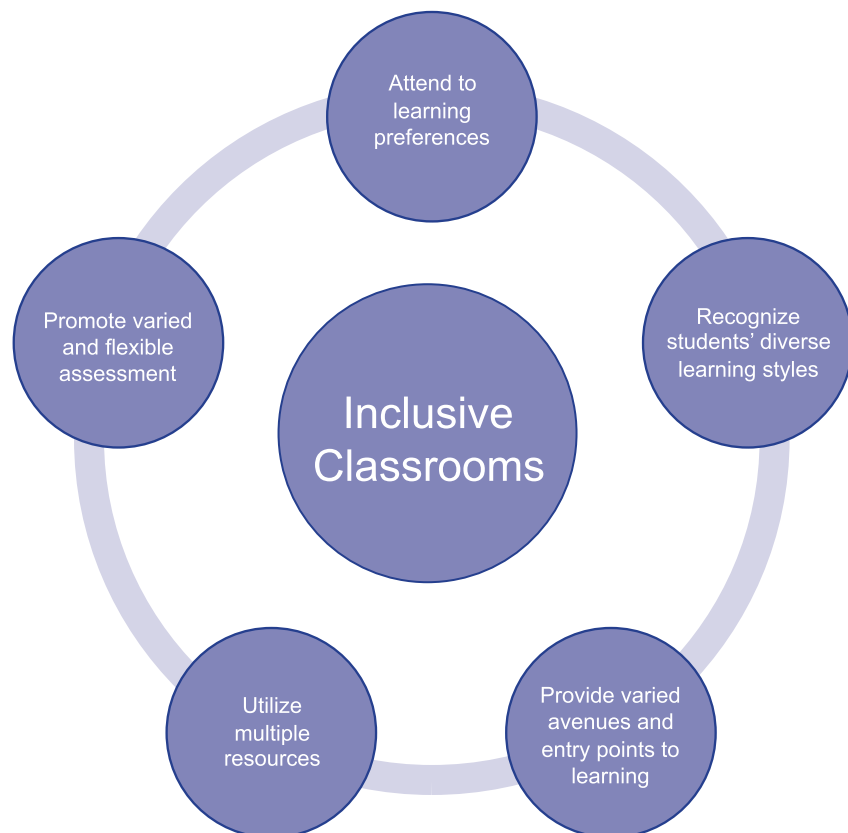 Attend to
learning
preferences
Recognize
students’ diverse
learning styles
Provide varied
avenues and
entry points to
learning
Utilize
multiple
resources
Promote varied
and flexible
assessment
Inclusive
Classrooms